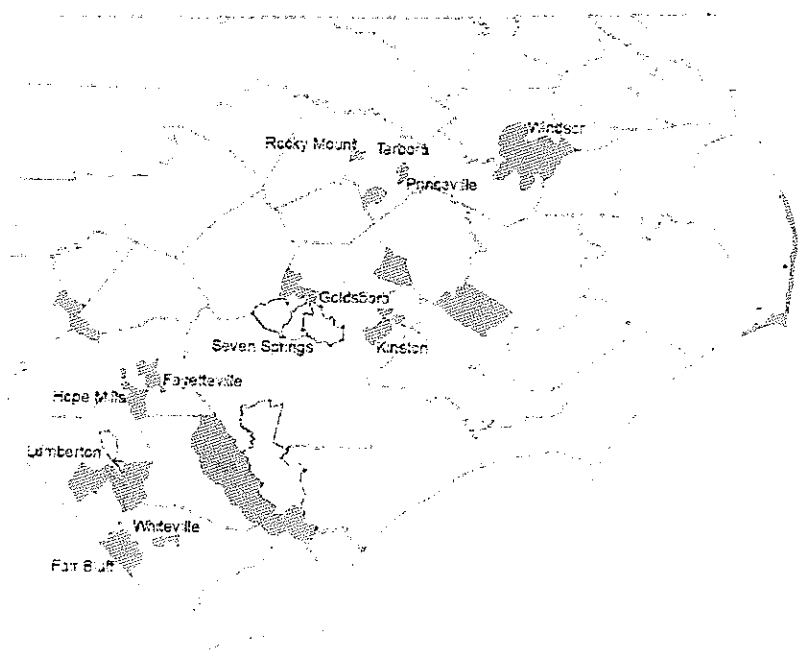 Windsor
Rocky Mount
Tarboro
Princeville
Goldsboro
Seven Springs
Kinston
Fayetteville
Hope Mills
Lumberton
Whiteville
Fair Bluff